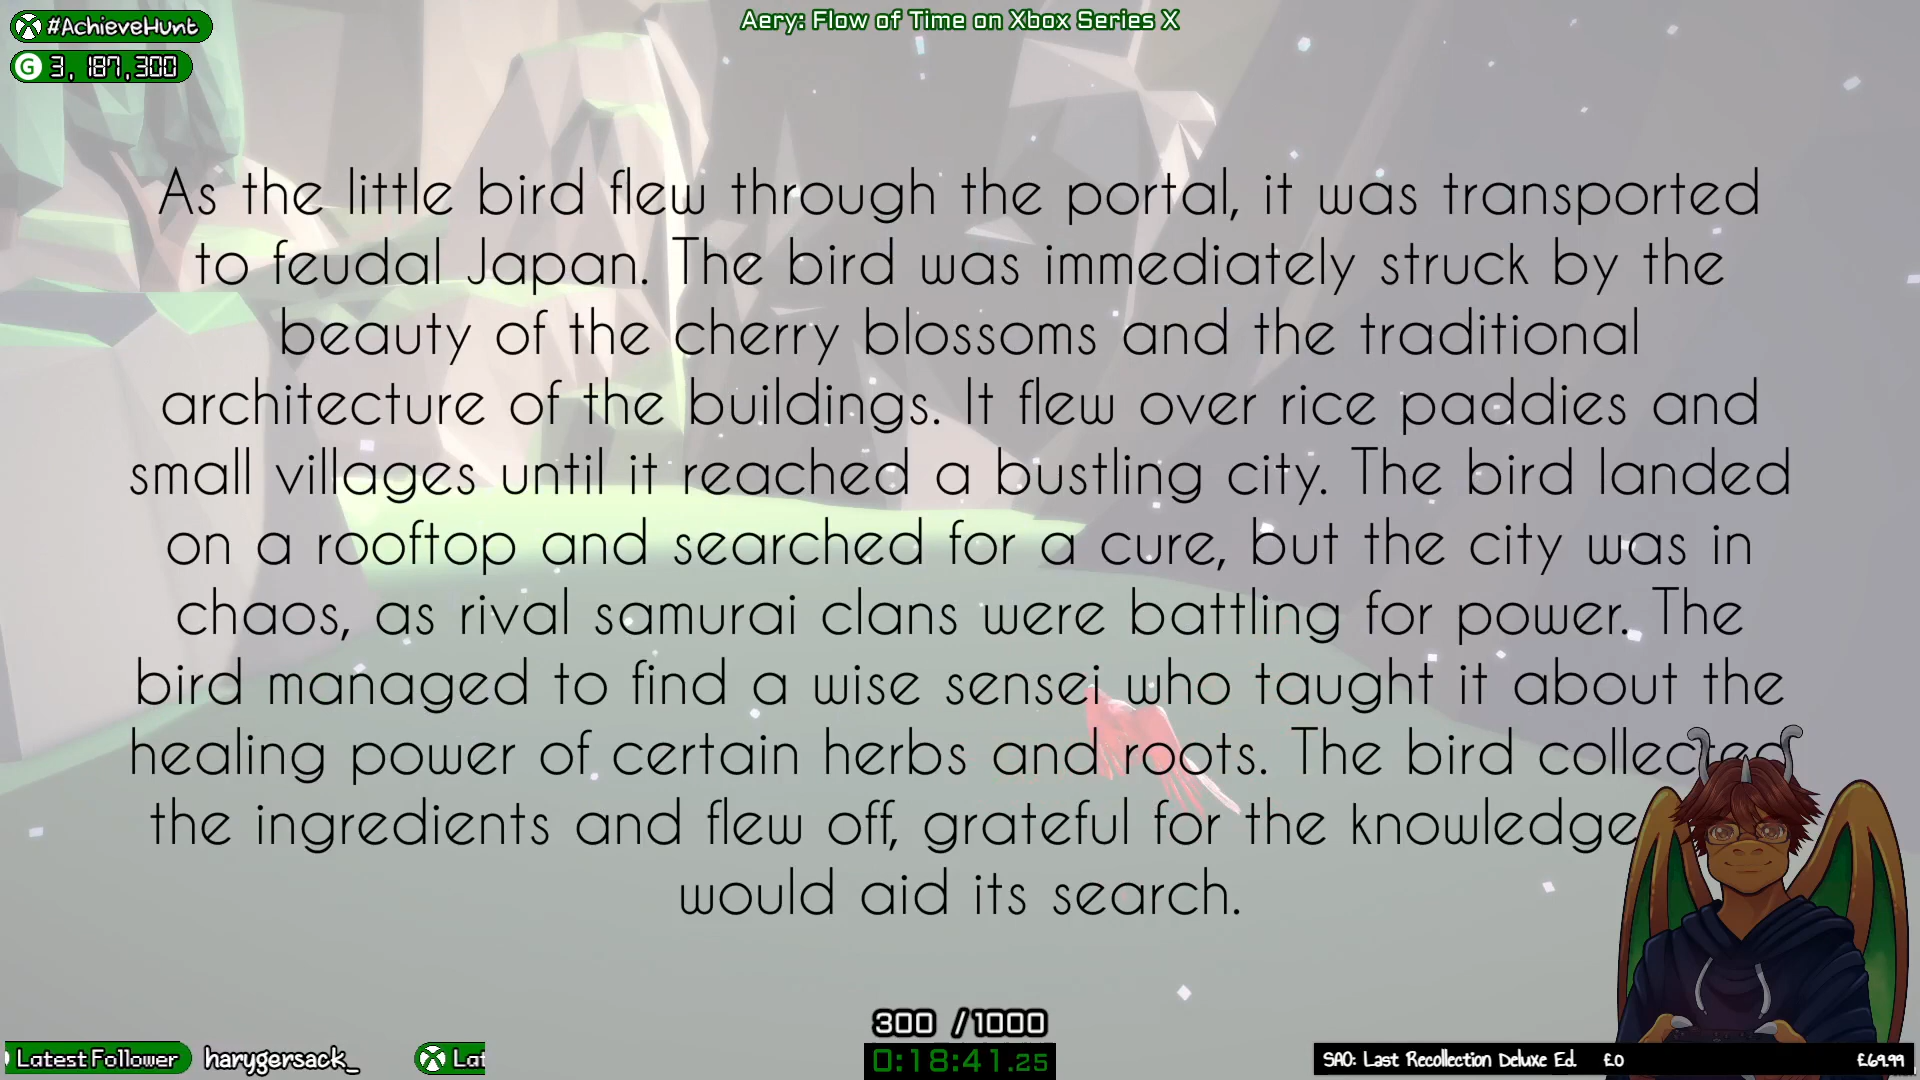 #AchieveHunt
Aery: Flow of Time on Xbox Series X
G 3,187,300
As the little bird flew through the portal, it was transported
to feudal Japan. The bird was immediately struck by the
beauty of the cherry blossoms and the traditional
architecture of the buildings. It flew over rice paddies and
small villages until it reached a bustling city. The bird landed
on a rooftop and searched for a cure, but the city was in
chaos, as rival samurai clans were battling for power. The
bird managed to find a wise sensei who taught it about the
healing power of certain herbs and roots. The bird collected
the ingredients and flew off, grateful for the knowledge
would aid its search.
300 /1000
0:18:41.25
Latest Follower harygersack_ Lat
SAO: Last Recollection Deluxe Ed. £0 £69.99